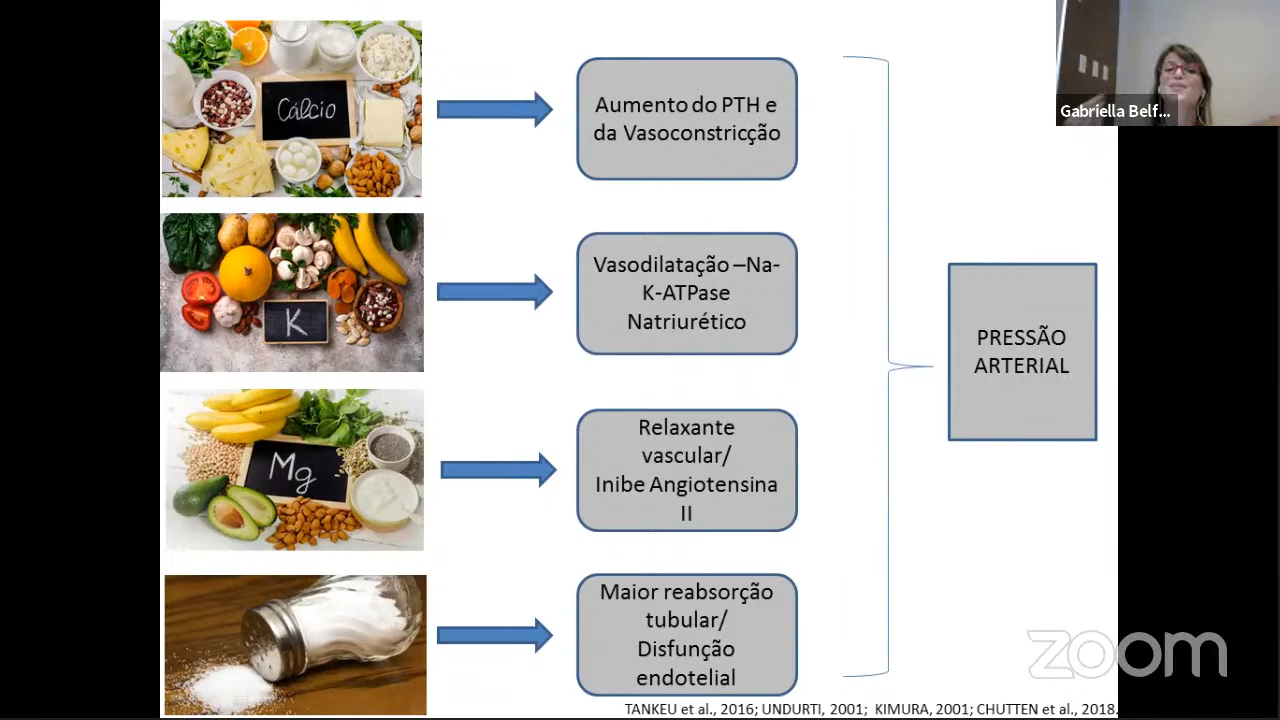 Cálcio
Aumento do PTH e
da Vasoconstricção
Gabriella Belf...
K
Vasodilatação –Na-
K-ATPase
Natriurético
PRESSÃO
ARTERIAL
Mg
Relaxante
vascular/
Inibe Angiotensina
II
Maior reabsorção
tubular/
Disfunção
endotelial
zoom
TANKEU et al., 2016; UNDURTI, 2001; KIMURA, 2001; CHUTTEN et al., 2018.